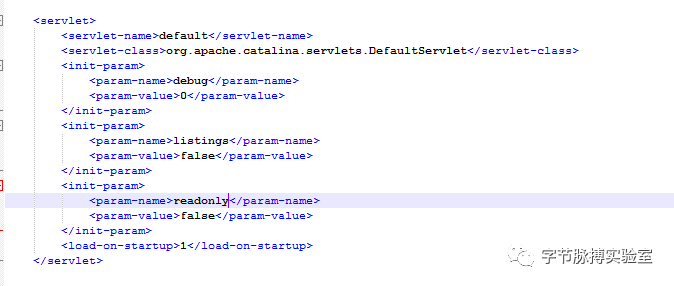 <servlet>
<servlet-name>default</servlet-name>
<servlet-class>org.apache.catalina.servlets.DefaultServlet</servlet-class>
<init-param>
<param-name>debug</param-name>
<param-value>0</param-value>
</init-param>
<init-param>
<param-name>listings</param-name>
<param-value>false</param-value>
</init-param>
<init-param>
<param-name>readonly</param-name>
<param-value>false</param-value>
</init-param>
<load-on-startup>1</load-on-startup>
</servlet>
字节脉搏实验室